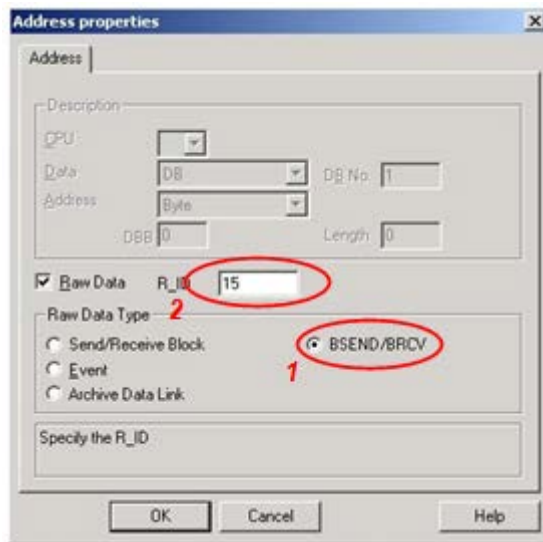 Address properties
Address
Description
CPU
Data DB DB No. 1
Address Byte
DBB 0 Length 0
Raw Data R_ID 15
2
Raw Data Type
Send/Receive Block BSEND/BRCV
1
Event
Archive Data Link
Specify the R_ID
OK Cancel Help